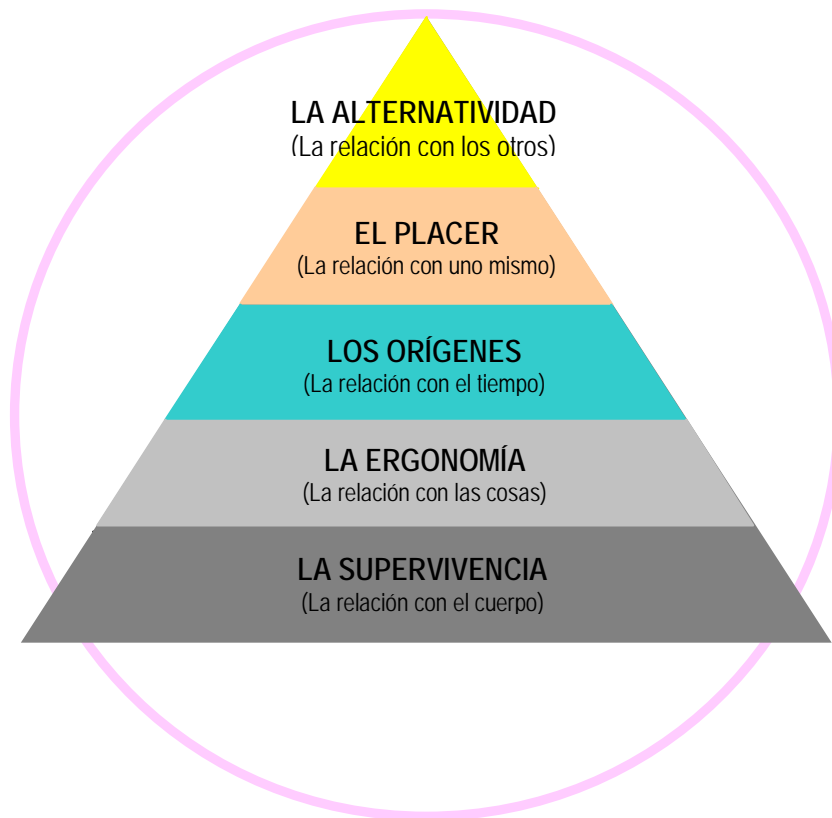 LA ALTERNATIVIDAD
(La relación con los otros)
EL PLACER
(La relación con uno mismo)
LOS ORÍGENES
(La relación con el tiempo)
LA ERGONOMÍA
(La relación con las cosas)
LA SUPERVIVENCIA
(La relación con el cuerpo)